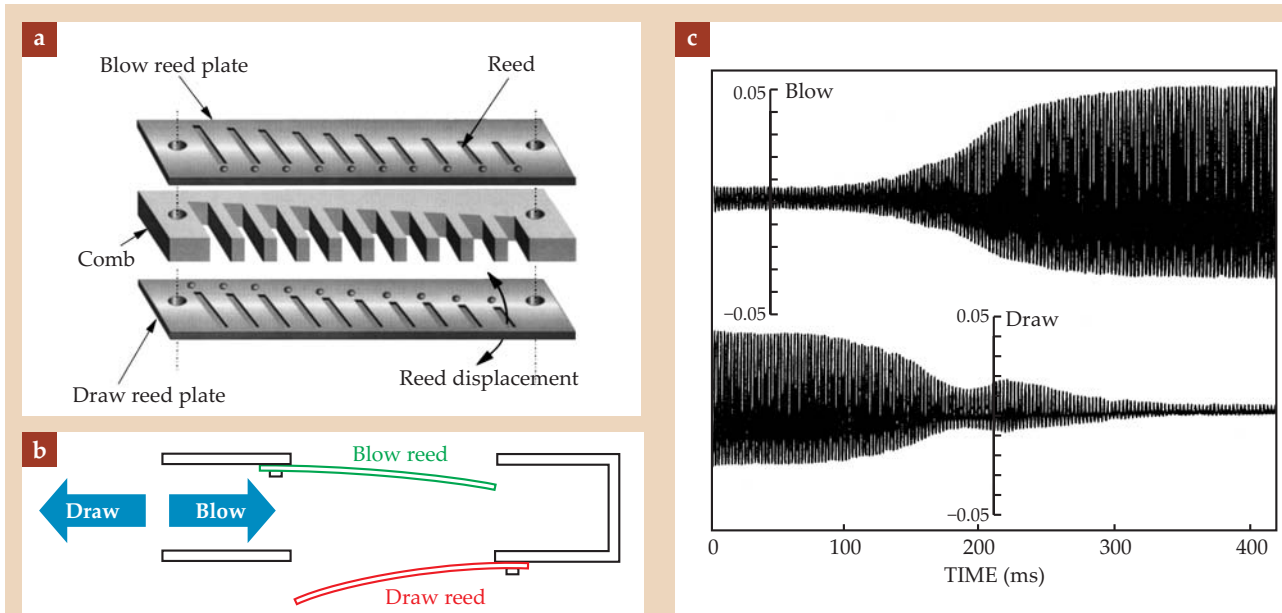 a
Blow reed plate
Reed
Comb
Draw reed plate
Reed displacement
b
Blow reed
Draw
Blow
Draw reed
c
0.05
Blow
−0.05
0.05
Draw
−0.05
0 100 200 300 400
TIME (ms)